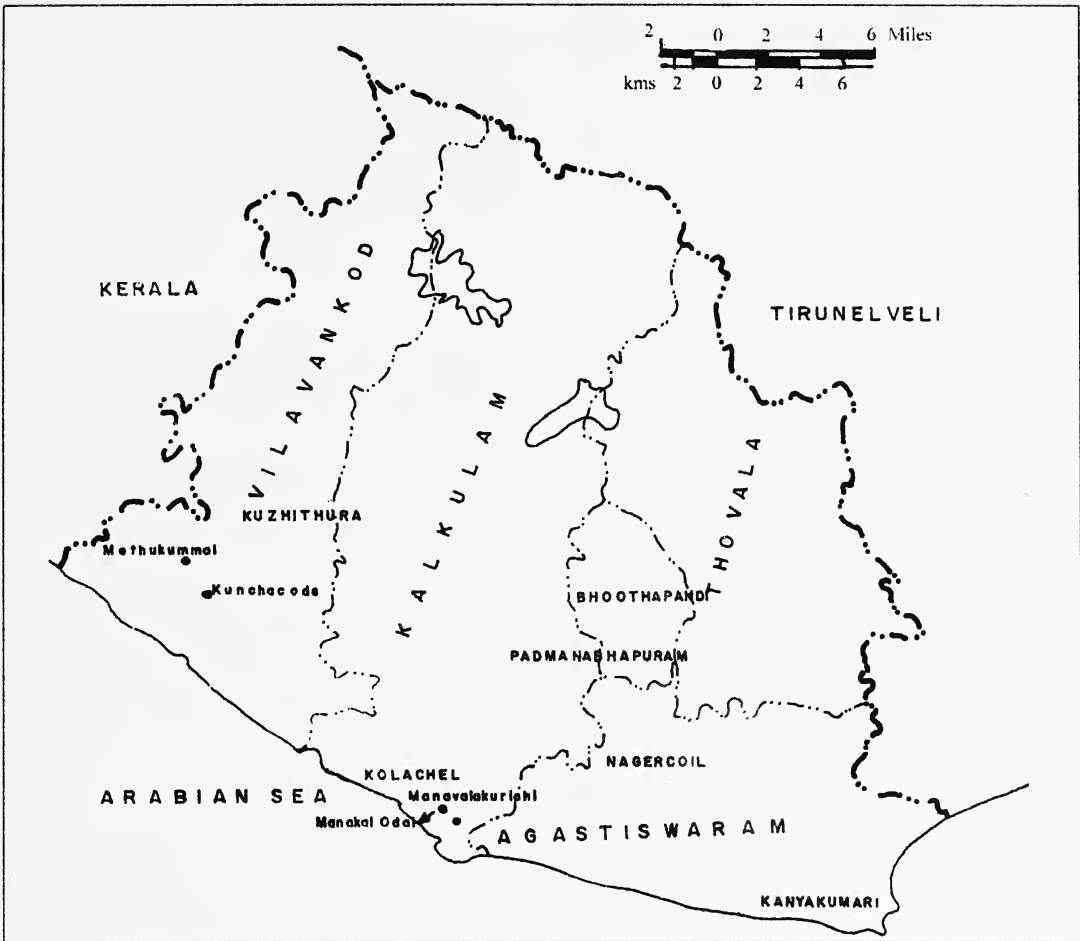 2 0 2 4 6 Miles
kms 2 0 2 4 6
KERALA
TIRUNELVELI
VILAVANKOD
KALKULAM
THOVALA
KUZHITHURA
Methukummal
Kunchacode
BHOOTHAPANDI
PADMANABHAPURAM
NAGERCOIL
KOLACHEL
ARABIAN SEA
Manavalakurichi
Manakal Odai
AGASTISWARAM
KANYAKUMARI